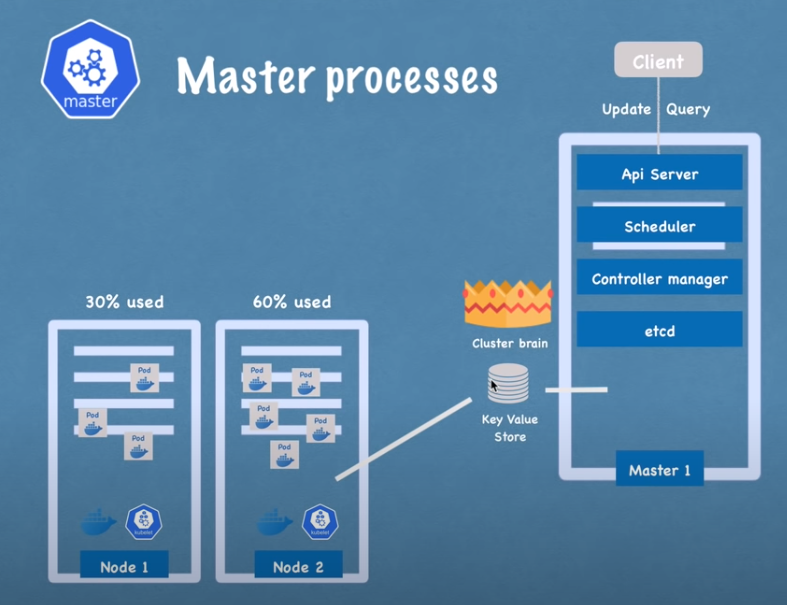 master
Master processes
Client
Update Query
Api Server
Scheduler
Controller manager
etcd
Master 1
Cluster brain
Key Value
Store
30% used
60% used
Pod
Pod
Pod
Pod
Pod
Pod
Pod
Pod
kubelet
kubelet
Node 1
Node 2